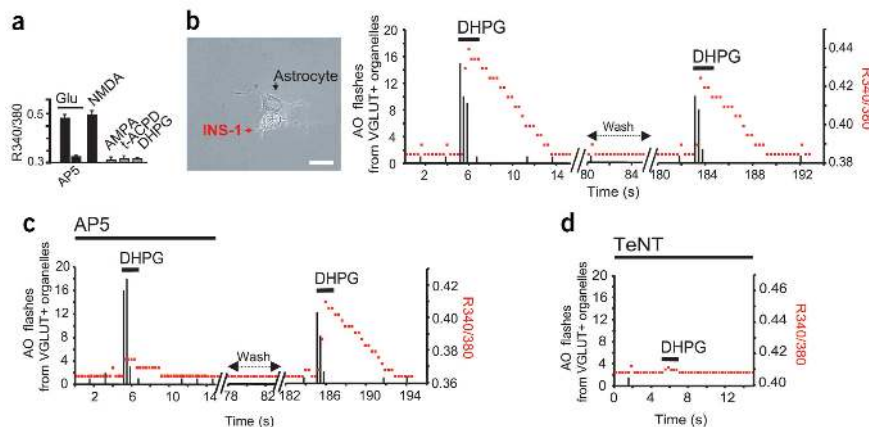 a
Glu
NMDA
AMPA
t-ACPD
DHPG
R340/380
0.5
0.3
AP5
b
Astrocyte
INS-1
AO flashes
from VGLUT+ organelles
20
16
12
8
4
0
DHPG
Wash
DHPG
0.44
0.42
0.40
0.38
R340/380
2 6 10 14 80 84 180 184 188 192
Time (s)
c
AP5
AO flashes
from VGLUT+ organelles
20
16
12
8
4
0
DHPG
Wash
DHPG
0.42
0.40
0.38
0.36
R340/380
2 6 10 14 78 82 182 186 190 194
Time (s)
d
TeNT
AO flashes
from VGLUT+ organelles
20
16
12
8
4
0
DHPG
0.46
0.44
0.42
0.40
R340/380
0 4 8 12
Time (s)